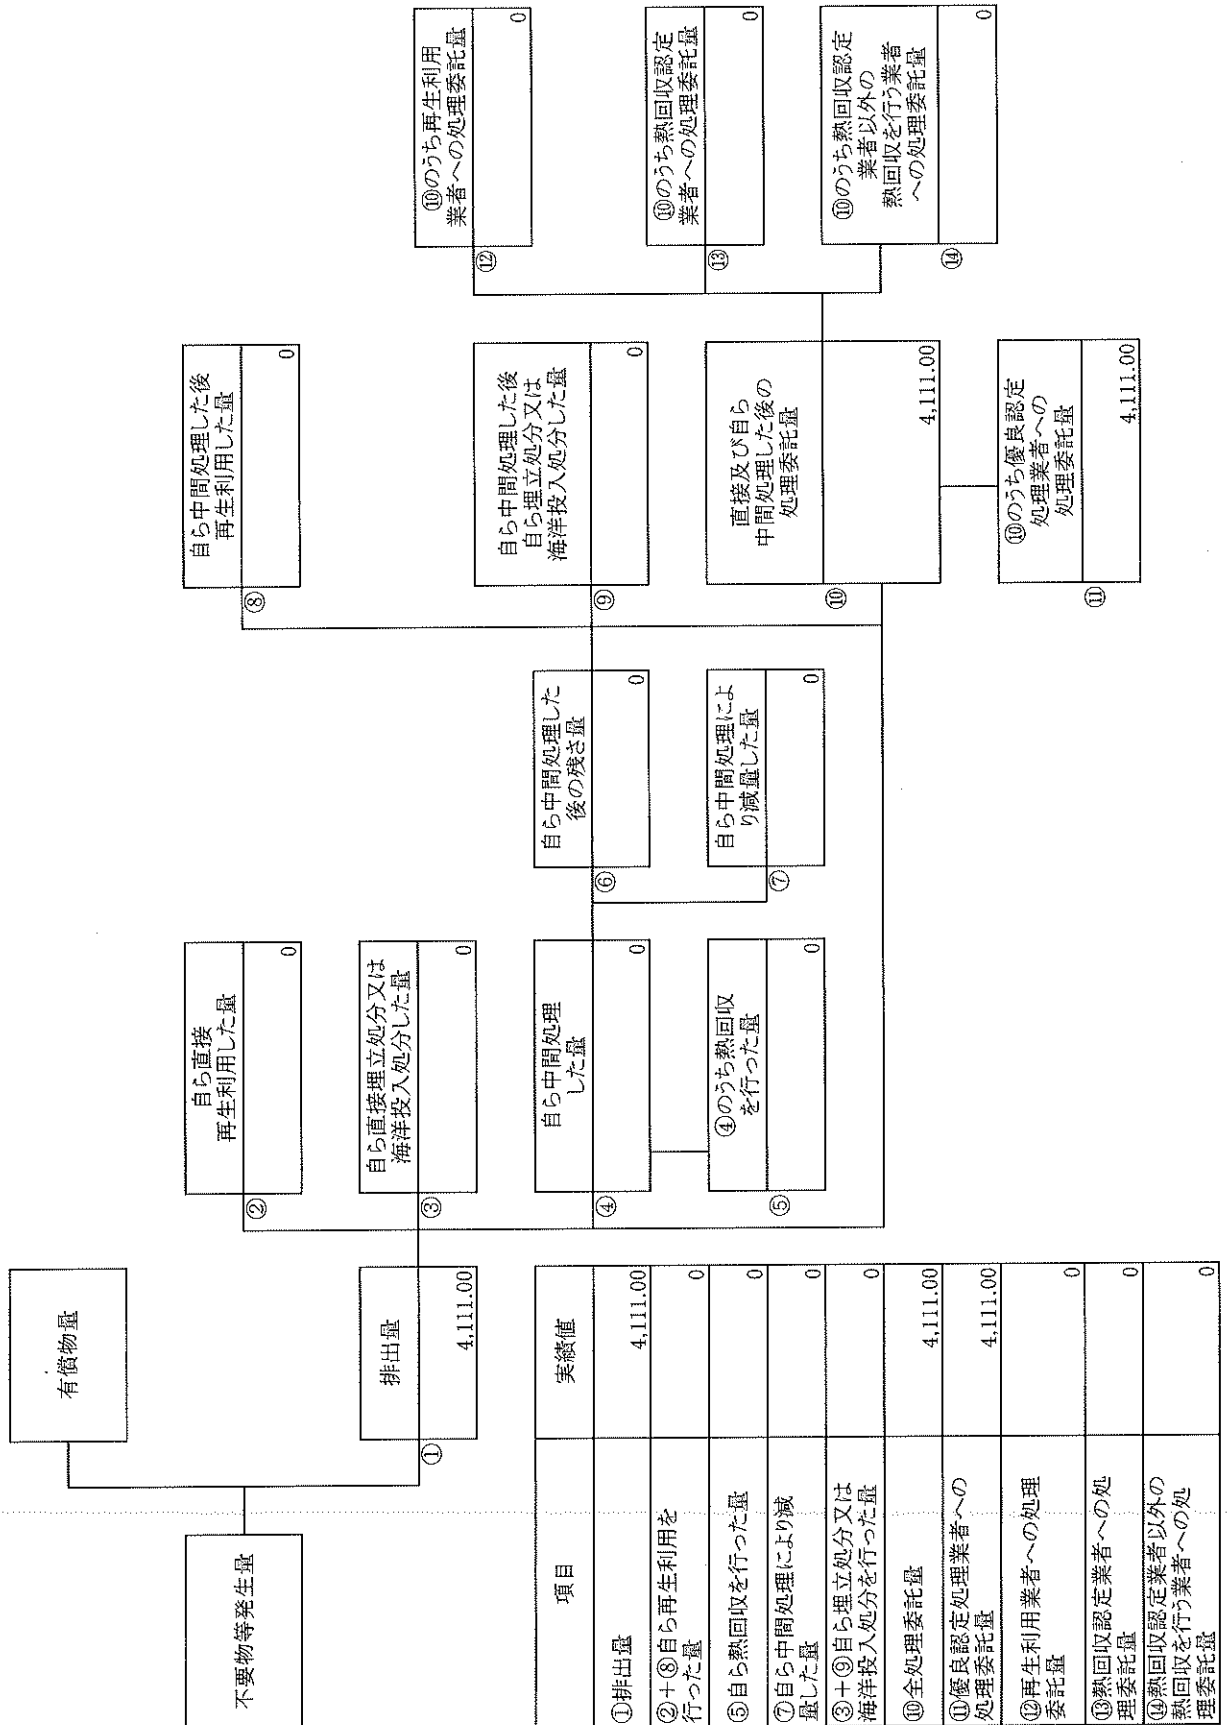 不要物等発生量
有償物量
①
排出量
4,111.00
②
自ら直接
再生利用した量
0
③
自ら直接埋立処分又は
海洋投入処分した量
0
④
自ら中間処理
した量
0
⑤
④のうち熱回収
を行った量
0
⑥
自ら中間処理した
後の残さ量
0
⑦
自ら中間処理によ
り減量した量
0
⑧
自ら中間処理した後
再生利用した量
0
⑨
自ら中間処理した後
自ら埋立処分又は
海洋投入処分した量
0
⑩
直接及び自ら
中間処理した後の
処理委託量
4,111.00
⑪
⑩のうち優良認定
処理業者への
処理委託量
4,111.00
⑫
⑩のうち再生利用
業者への処理委託量
0
⑬
⑩のうち熱回収認定
業者への処理委託量
0
⑭
⑩のうち熱回収認定
業者以外の
熱回収を行う業者
への処理委託量
0
項目 実績値
①排出量 4,111.00
②+⑧自ら再生利用を
行った量 0
⑤自ら熱回収を行った量 0
⑦自ら中間処理により減
量した量 0
③+⑨自ら埋立処分又は
海洋投入処分を行った量 0
⑩全処理委託量 4,111.00
⑪優良認定処理業者への
処理委託量 4,111.00
⑫再生利用業者への処理
委託量 0
⑬熱回収認定業者への処
理委託量 0
⑭熱回収認定業者以外の
熱回収を行う業者への処
理委託量 0